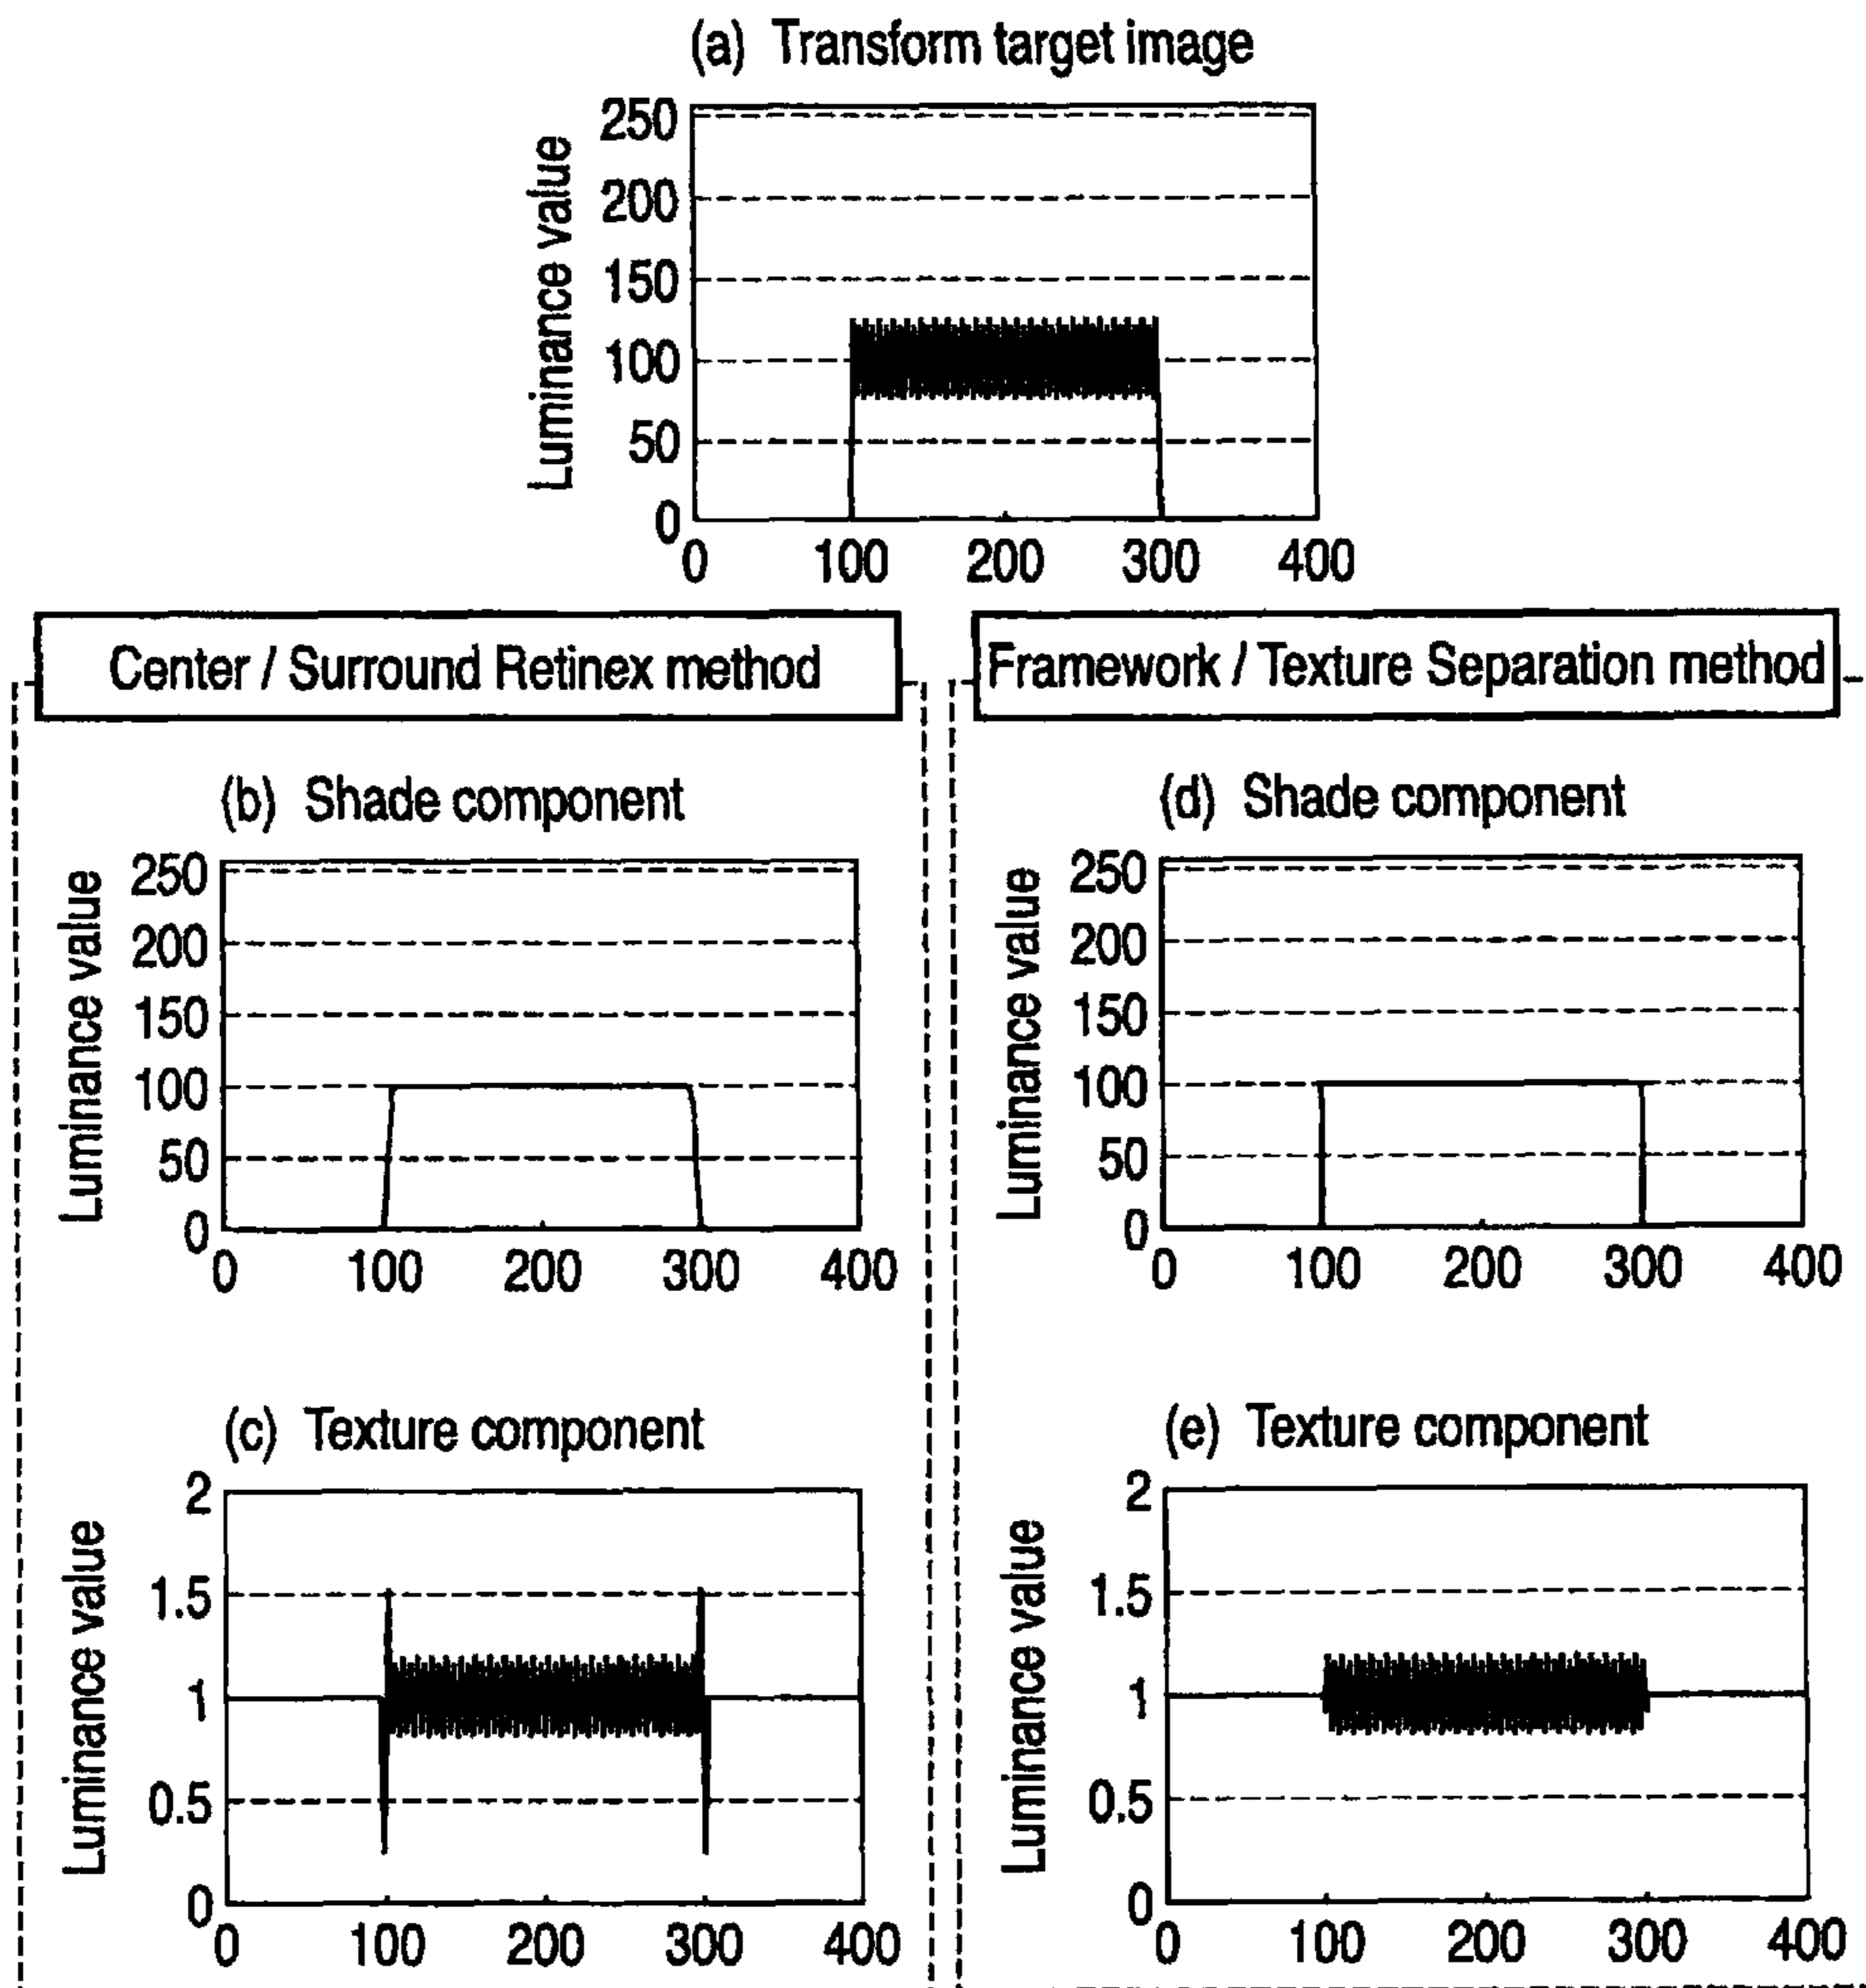 (a) Transform target image
Luminance value
250
200
150
100
50
0
0 100 200 300 400
Center / Surround Retinex method
(b) Shade component
Luminance value
250
200
150
100
50
0
0 100 200 300 400
(c) Texture component
Luminance value
2
1.5
1
0.5
0
0 100 200 300 400
Framework / Texture Separation method
(d) Shade component
Luminance value
250
200
150
100
50
0
0 100 200 300 400
(e) Texture component
Luminance value
2
1.5
1
0.5
0
0 100 200 300 400